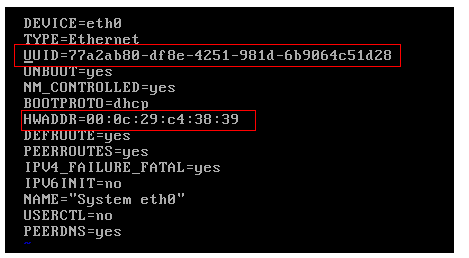 DEVICE=eth0
TYPE=Ethernet
UUID=77a2ab80-df8e-4251-981d-6b9064c51d28
ONBOOT=yes
NM_CONTROLLED=yes
BOOTPROTO=dhcp
HWADDR=00:0c:29:c4:38:39
DEFROUTE=yes
PEERROUTES=yes
IPV4_FAILURE_FATAL=yes
IPV6INIT=no
NAME="System eth0"
USERCTL=no
PEERDNS=yes